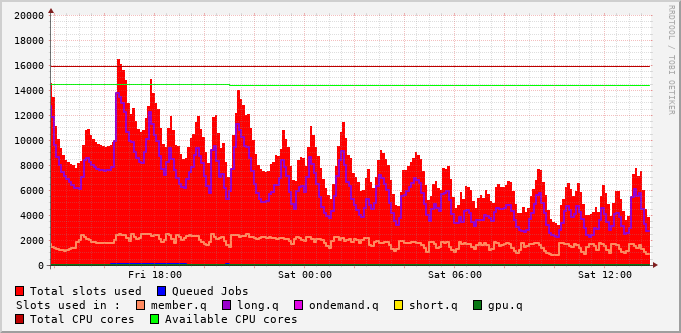 20000
18000
16000
14000
12000
10000
8000
6000
4000
2000
0
Fri 18:00 Sat 00:00 Sat 06:00 Sat 12:00
RRDTOOL / TOBI OETIKER
Total slots used Queued Jobs
Slots used in : member.q long.q ondemand.q short.q gpu.q
Total CPU cores Available CPU cores